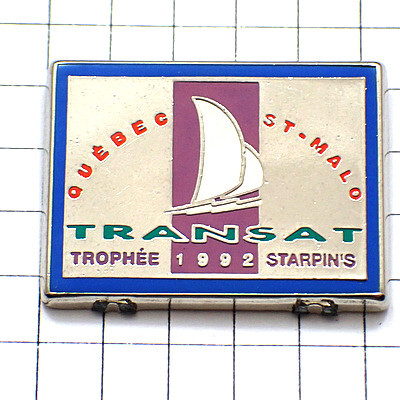 QUÉBEC ST-MALO
TRANSAT
TROPHÉE 1992 STARPIN'S